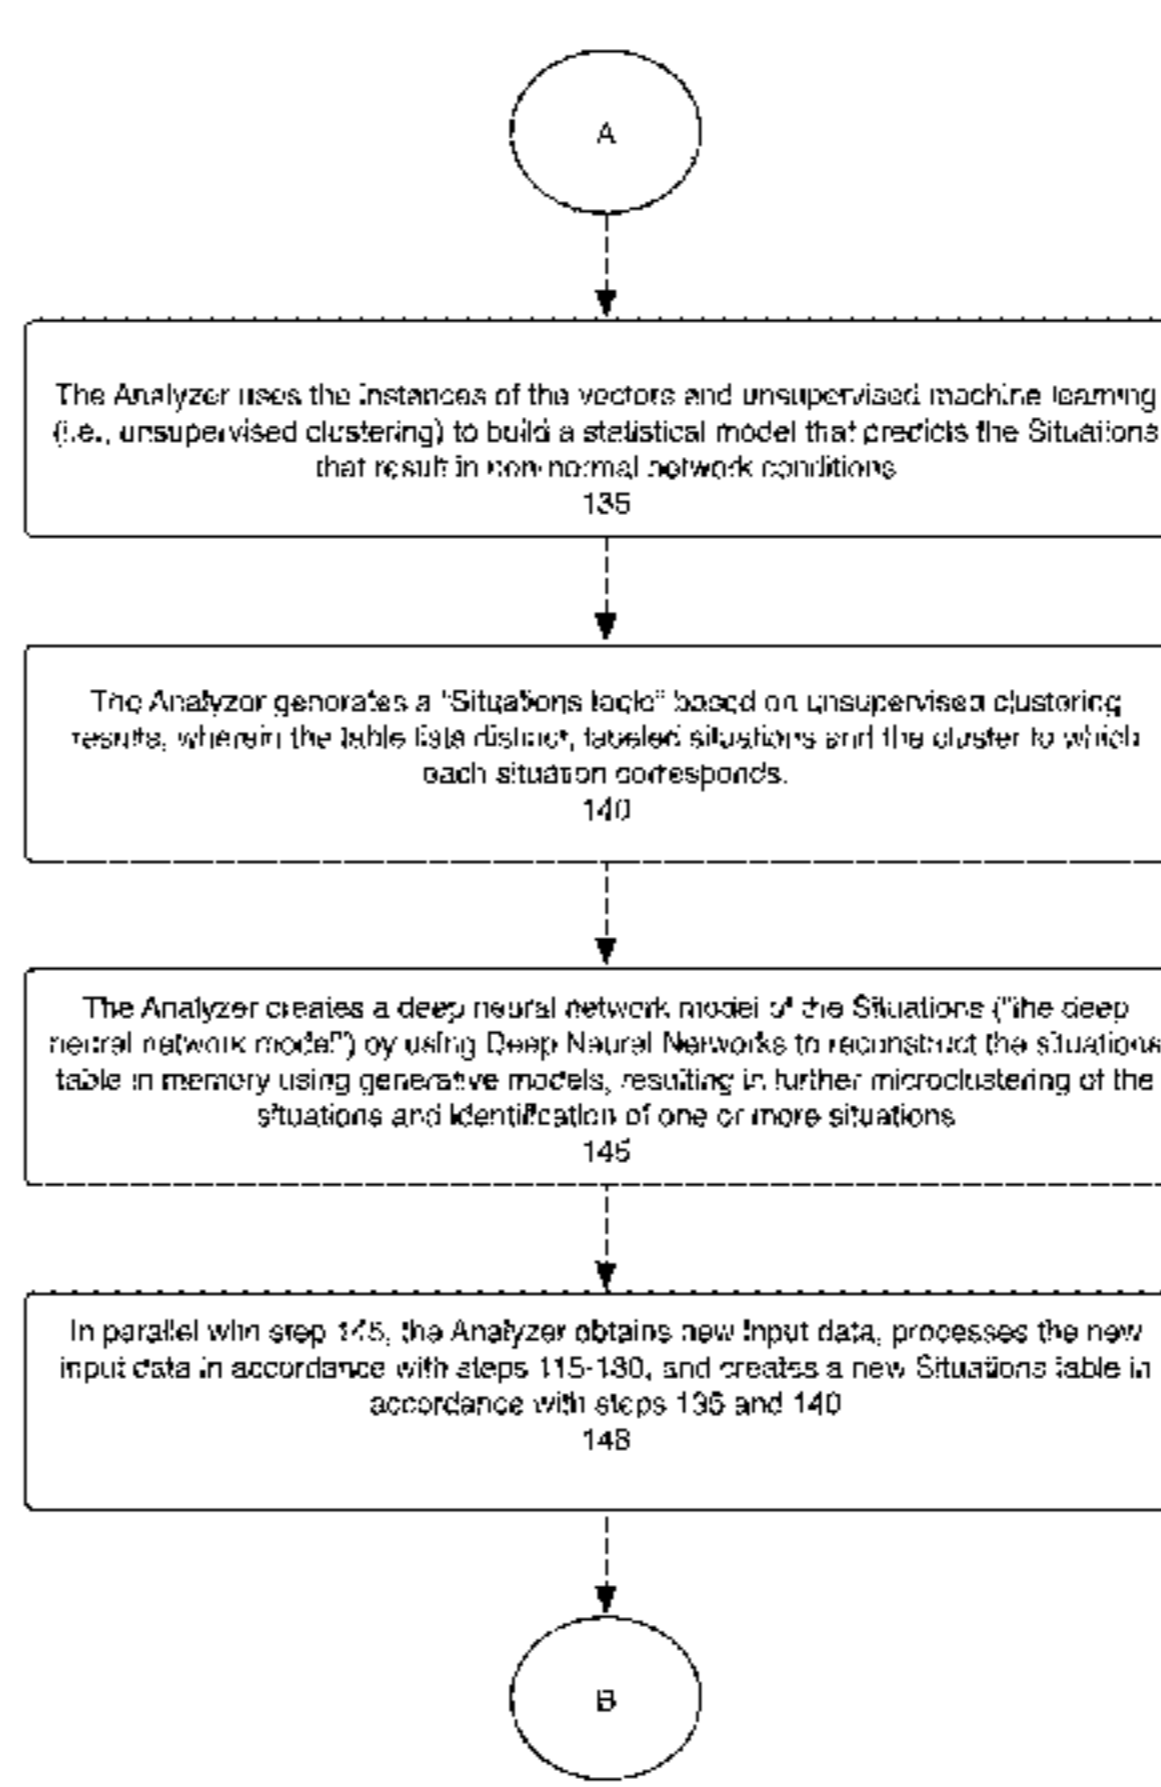 A
The Analyzer uses the instances of the vectors and unsupervised machine learning
(i.e., unsupervised clustering) to build a statistical model that predicts the Situations
that result in non-normal network conditions
135
The Analyzer generates a "Situations table" based on unsupervised clustering
results, wherein the table lists distinct, labeled situations and the cluster to which
each situation corresponds.
140
The Analyzer creates a deep neural network model of the Situations ("the deep
neural network model") by using Deep Neural Networks to reconstruct the situations
table in memory using generative models, resulting in further microclustering of the
situations and identification of one or more situations
145
In parallel with step 145, the Analyzer obtains new input data, processes the new
input data in accordance with steps 115-130, and creates a new Situations table in
accordance with steps 135 and 140
148
B